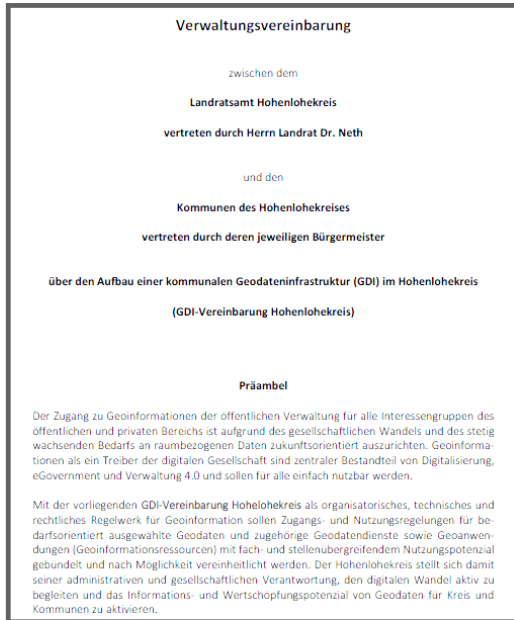 Verwaltungsvereinbarung
zwischen dem
Landratsamt Hohenlohekreis
vertreten durch Herrn Landrat Dr. Neth
und den
Kommunen des Hohenlohekreises
vertreten durch deren jeweiligen Bürgermeister
über den Aufbau einer kommunalen Geodateninfrastruktur (GDI) im Hohenlohekreis
(GDI-Vereinbarung Hohenlohekreis)
Präambel
Der Zugang zu Geoinformationen der öffentlichen Verwaltung für alle Interessengruppen des
öffentlichen und privaten Bereichs ist aufgrund des gesellschaftlichen Wandels und des stetig
wachsenden Bedarfs an raumbezogenen Daten zukunftsorientiert auszurichten. Geoinforma-
tionen als ein Treiber der digitalen Gesellschaft sind zentraler Bestandteil von Digitalisierung,
eGovernment und Verwaltung 4.0 und sollen für alle einfach nutzbar werden.
Mit der vorliegenden GDI-Vereinbarung Hohelohekreis als organisatorisches, technisches und
rechtliches Regelwerk für Geoinformation sollen Zugangs- und Nutzungsregelungen für be-
darfsorientiert ausgewählte Geodaten und zugehörige Geodatendienste sowie Geoanwen-
dungen (Geoinformationsressourcen) mit fach- und stellenübergreifendem Nutzungspotenzial
gebündelt und nach Möglichkeit vereinheitlicht werden. Der Hohenlohekreis stellt sich damit
seiner administrativen und gesellschaftlichen Verantwortung, den digitalen Wandel aktiv zu
begleiten und das Informations- und Wertschöpfungspotenzial von Geodaten für Kreis und
Kommunen zu aktivieren.